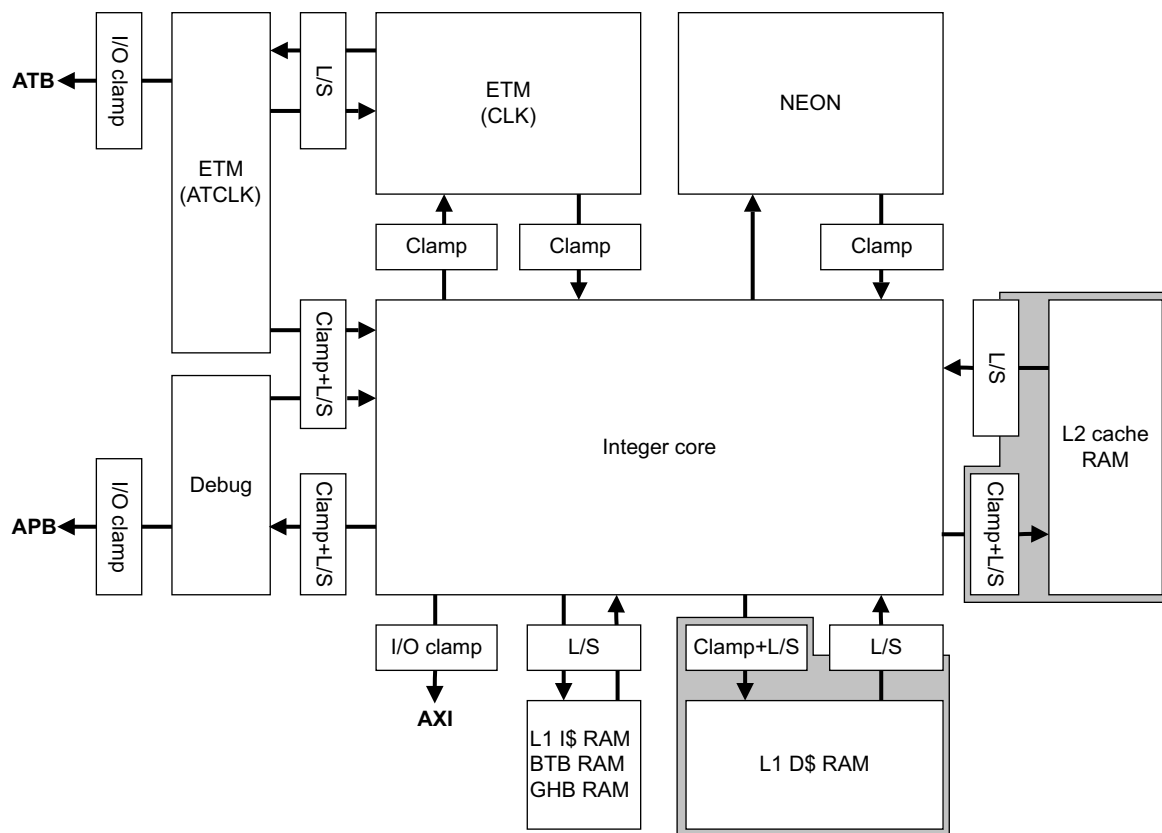 ATB
I/O clamp
ETM
(ATCLK)
L/S
ETM
(CLK)
NEON
Clamp
Clamp
Clamp
Clamp+L/S
L/S
Integer core
L2 cache
RAM
Debug
APB
I/O clamp
Clamp+L/S
Clamp+L/S
I/O clamp
L/S
Clamp+L/S
L/S
AXI
L1 I$ RAM
BTB RAM
GHB RAM
L1 D$ RAM